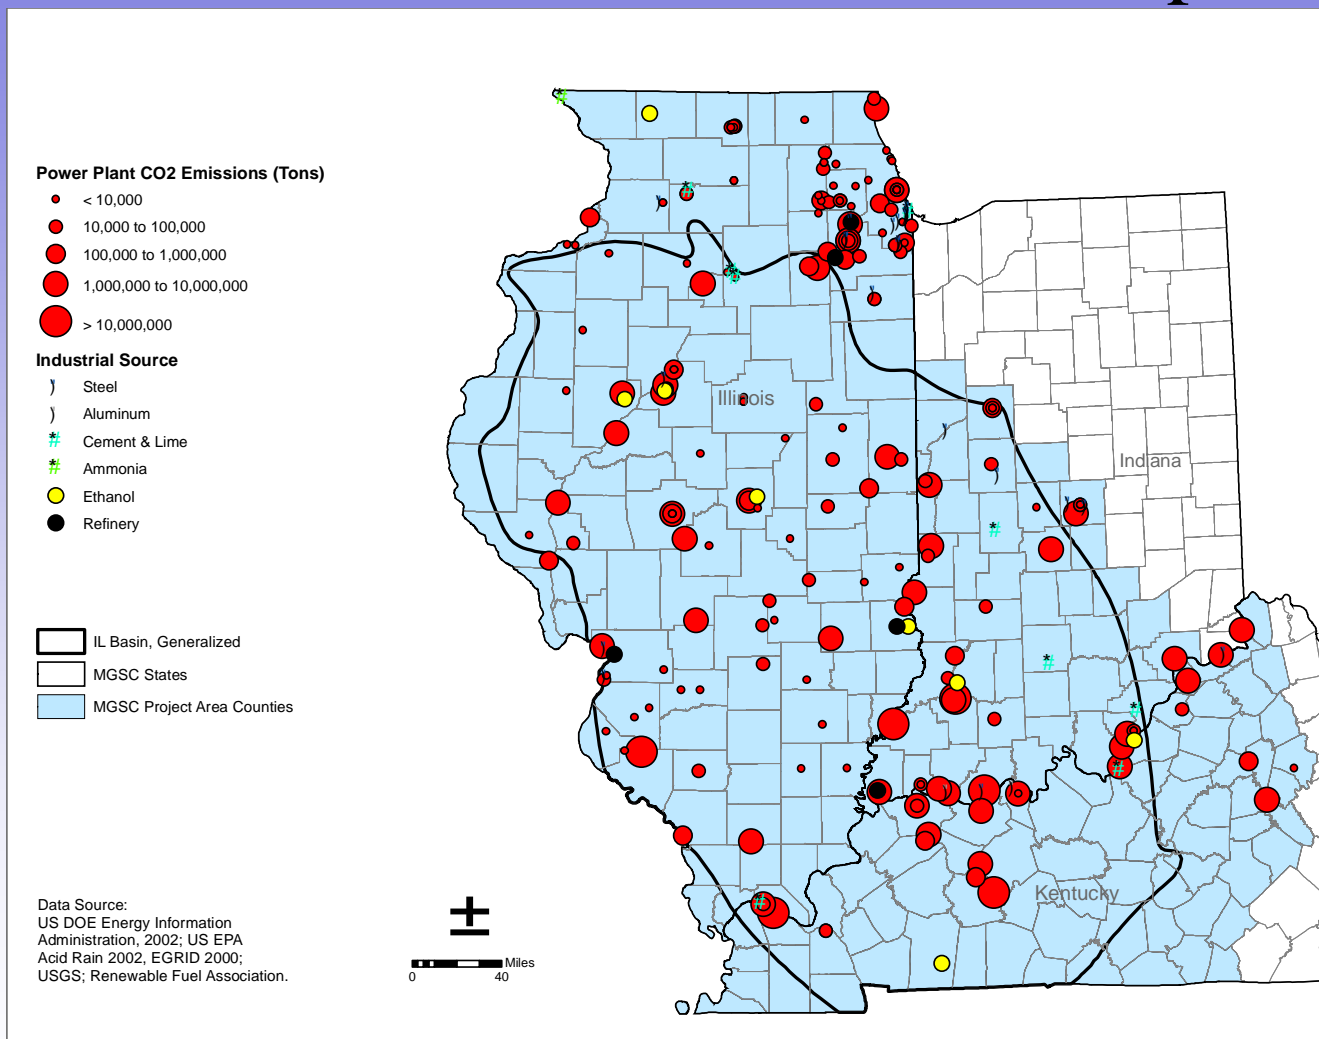 Power Plant CO2 Emissions (Tons)
< 10,000
10,000 to 100,000
100,000 to 1,000,000
1,000,000 to 10,000,000
> 10,000,000
Industrial Source
Steel
Aluminum
Cement & Lime
Ammonia
Ethanol
Refinery
IL Basin, Generalized
MGSC States
MGSC Project Area Counties
Illinois
Indiana
Kentucky
Data Source:
US DOE Energy Information
Administration, 2002; US EPA
Acid Rain 2002, EGRID 2000;
USGS; Renewable Fuel Association.
Miles
0 40